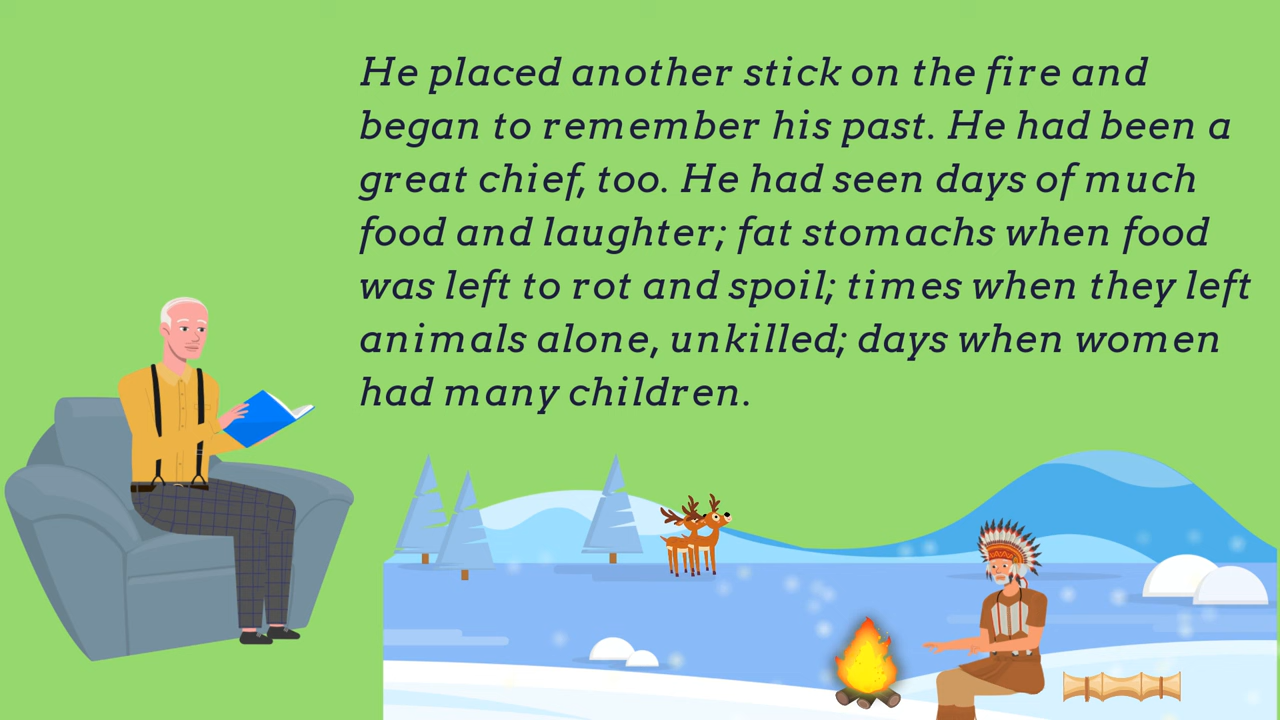 He placed another stick on the fire and
began to remember his past. He had been a
great chief, too. He had seen days of much
food and laughter; fat stomachs when food
was left to rot and spoil; times when they left
animals alone, unkilled; days when women
had many children.